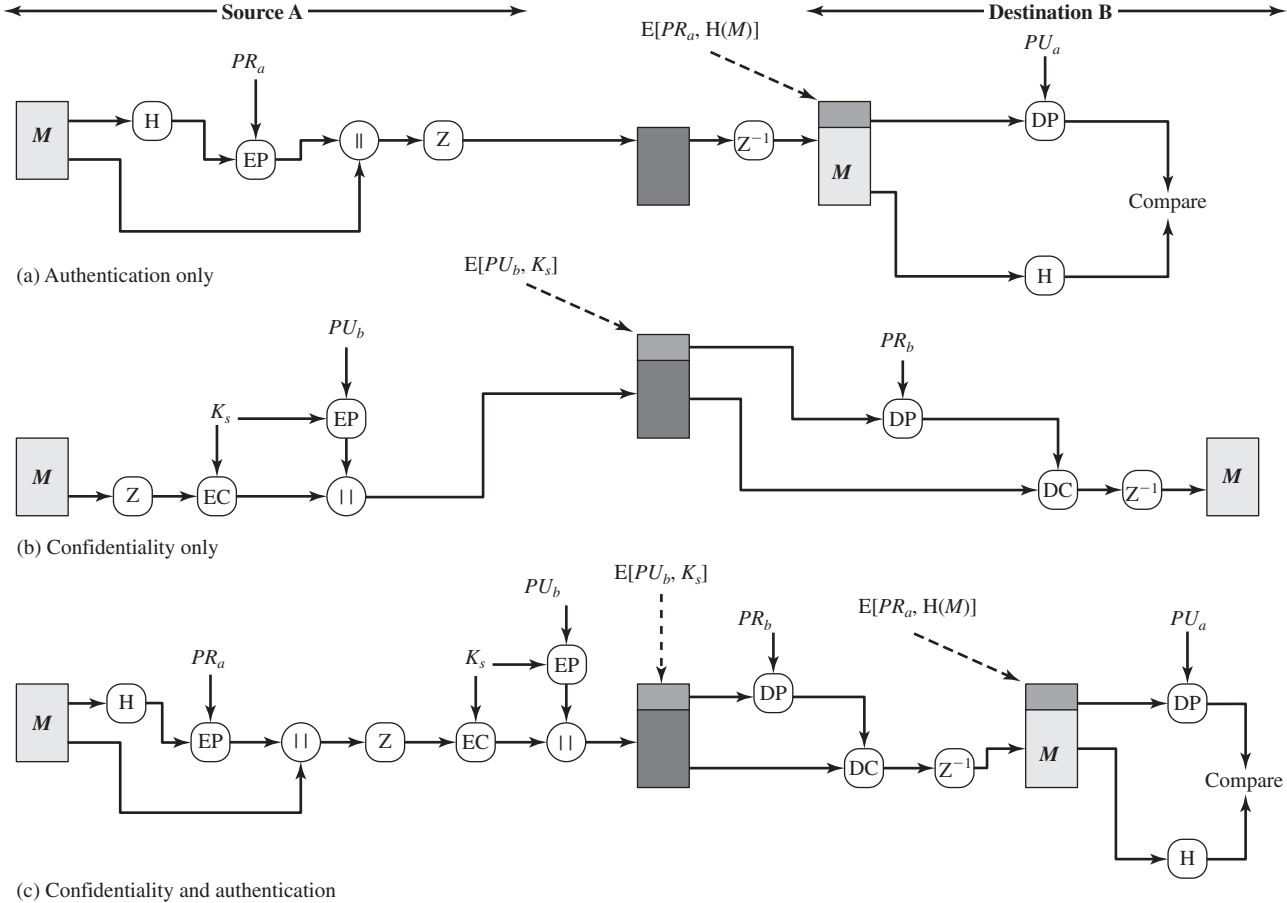 Source A
Destination B
E[PRa, H(M)]
PUa
PRa
M
H
EP
||
Z
Z−1
M
DP
Compare
H
(a) Authentication only
E[PUb, Ks]
PUb
PRb
Ks
EP
DP
M
Z
EC
||
DC
Z−1
M
(b) Confidentiality only
E[PUb, Ks]
PUb
E[PRa, H(M)]
PRb
PUa
PRa
Ks
EP
DP
M
H
EP
||
Z
EC
||
DC
Z−1
M
DP
Compare
H
(c) Confidentiality and authentication